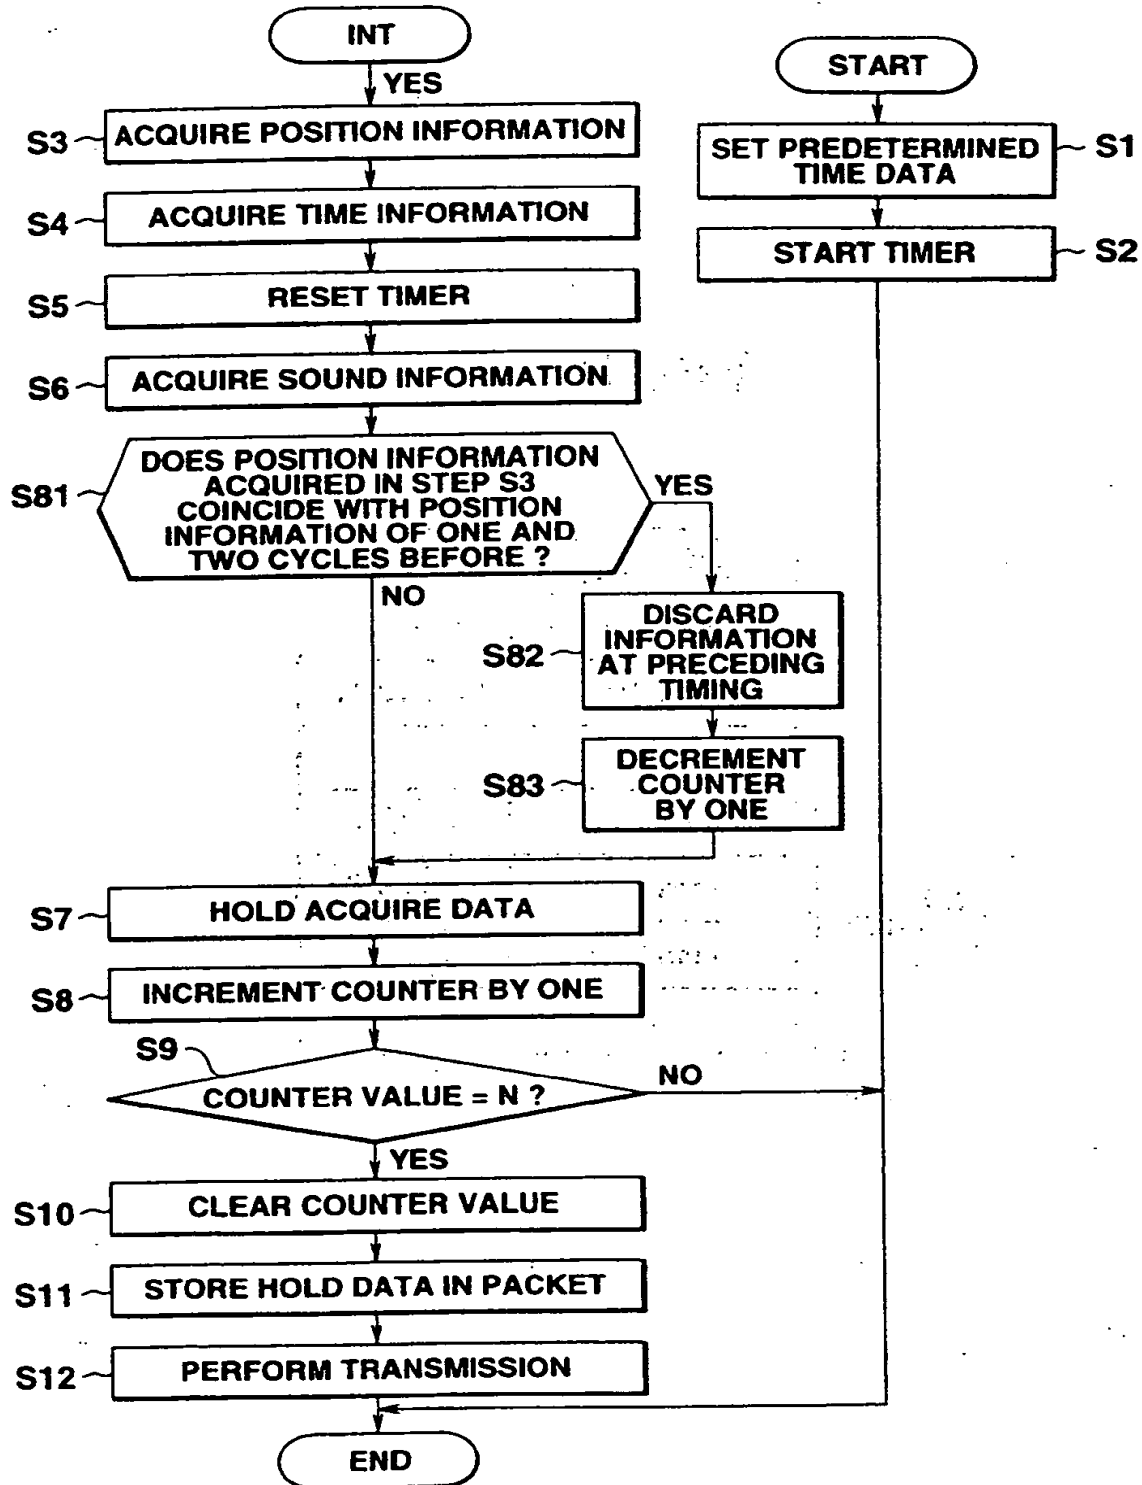 INT
YES
S3
ACQUIRE POSITION INFORMATION
S4
ACQUIRE TIME INFORMATION
S5
RESET TIMER
S6
ACQUIRE SOUND INFORMATION
S81
DOES POSITION INFORMATION
ACQUIRED IN STEP S3
COINCIDE WITH POSITION
INFORMATION OF ONE AND
TWO CYCLES BEFORE ?
YES
NO
S82
DISCARD
INFORMATION
AT PRECEDING
TIMING
S83
DECREMENT
COUNTER
BY ONE
S7
HOLD ACQUIRE DATA
S8
INCREMENT COUNTER BY ONE
S9
COUNTER VALUE = N ?
NO
YES
S10
CLEAR COUNTER VALUE
S11
STORE HOLD DATA IN PACKET
S12
PERFORM TRANSMISSION
END
START
SET PREDETERMINED
TIME DATA
S1
START TIMER
S2